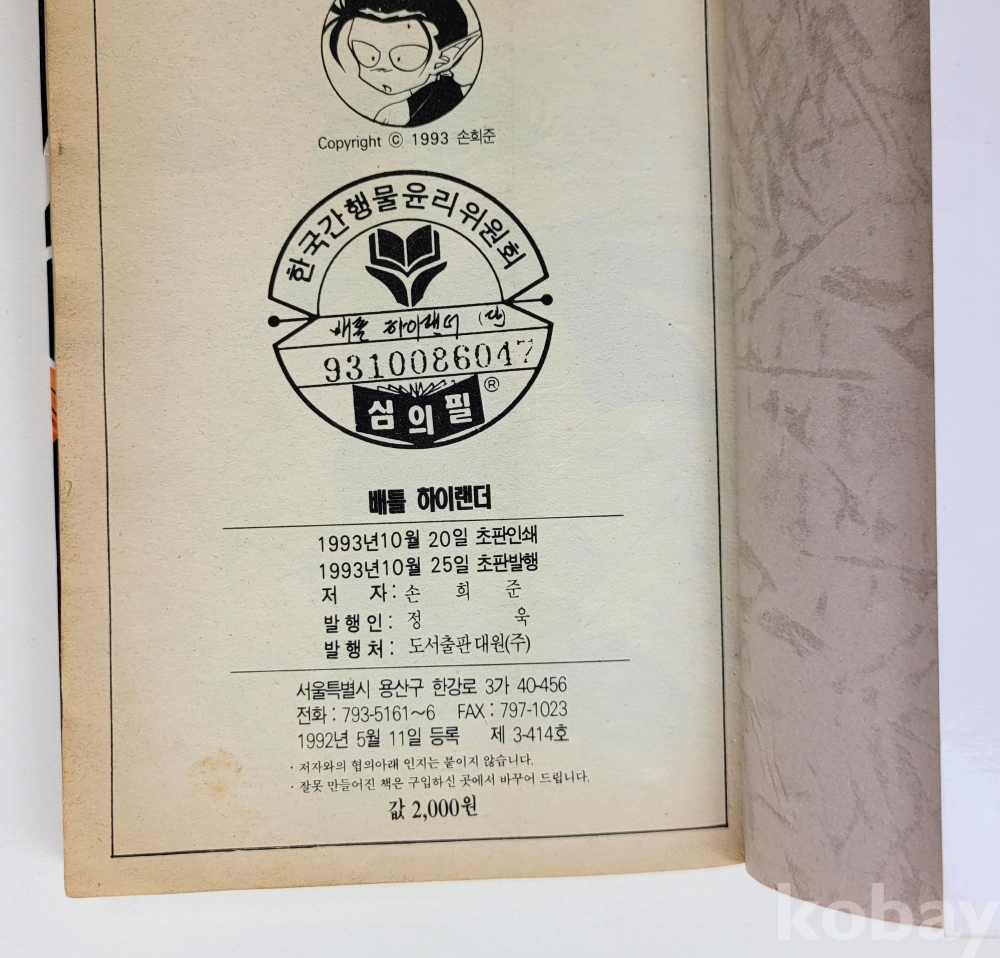 Copyright ⓒ 1993 손희준
한국간행물윤리위원회
배틀 하이랜더
9310086047
®
심의필
배틀 하이랜더
1993년10월 20일 초판인쇄
1993년10월 25일 초판발행
저 자: 손 희 준
발행인: 정 욱
발행처: 도서출판 대원(주)
서울특별시 용산구 한강로 3가 40-456
전화 : 793-5161~6 FAX : 797-1023
1992년 5월 11일 등록 제 3-414호
· 저자와의 협의아래 인지는 붙이지 않습니다.
· 잘못 만들어진 책은 구입하신 곳에서 바꾸어 드립니다.
값 2,000원
kobay